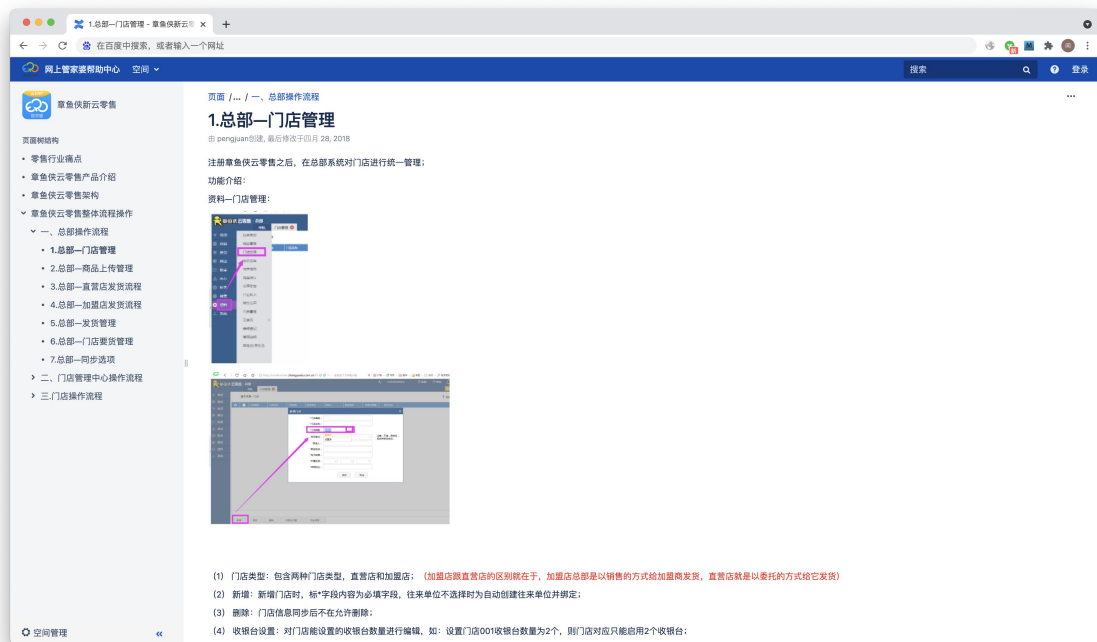 1.总部—门店管理 - 章鱼侠新云零
在百度中搜索，或者输入一个网址
网上管家婆帮助中心
空间
搜索
登录
章鱼侠新云零售
页面树结构
零售行业痛点
章鱼侠云零售产品介绍
章鱼侠云零售架构
章鱼侠云零售整体流程操作
一、总部操作流程
1.总部—门店管理
2.总部—商品上传管理
3.总部—直营店发货流程
4.总部—加盟店发货流程
5.总部—发货管理
6.总部—门店要货管理
7.总部—同步选项
二、门店管理中心操作流程
三.门店操作流程
空间管理
页面 /... / 一、总部操作流程
1.总部—门店管理
由 pengjuan创建, 最后修改于四月 28, 2018
注册章鱼侠云零售之后，在总部系统对门店进行统一管理；
功能介绍：
资料—门店管理：
(1) 门店类型：包含两种门店类型，直营店和加盟店；（加盟店跟直营店的区别就在于，加盟店总部是以销售的方式给加盟商发货，直营店就是以委托的方式给它发货）
(2) 新增：新增门店时，标*字段内容为必填字段，往来单位不选择时为自动创建往来单位并绑定；
(3) 删除：门店信息同步后不在允许删除；
(4) 收银台设置：对门店能设置的收银台数量进行编辑，如：设置门店001收银台数量为2个，则门店对应只能启用2个收银台；